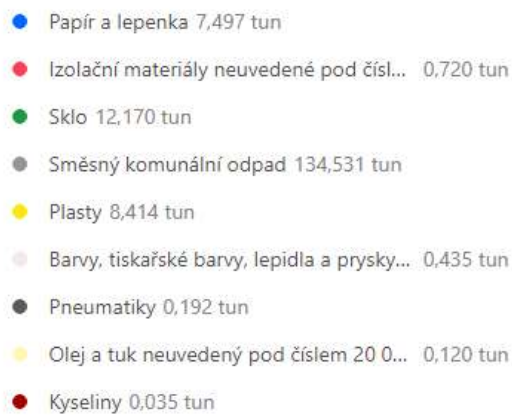 Papír a lepenka 7,497 tun
Izolační materiály neuvedené pod čísl... 0,720 tun
Sklo 12,170 tun
Směsný komunální odpad 134,531 tun
Plasty 8,414 tun
Barvy, tiskařské barvy, lepidla a prysky... 0,435 tun
Pneumatiky 0,192 tun
Olej a tuk neuvedený pod číslem 20 0... 0,120 tun
Kyseliny 0,035 tun